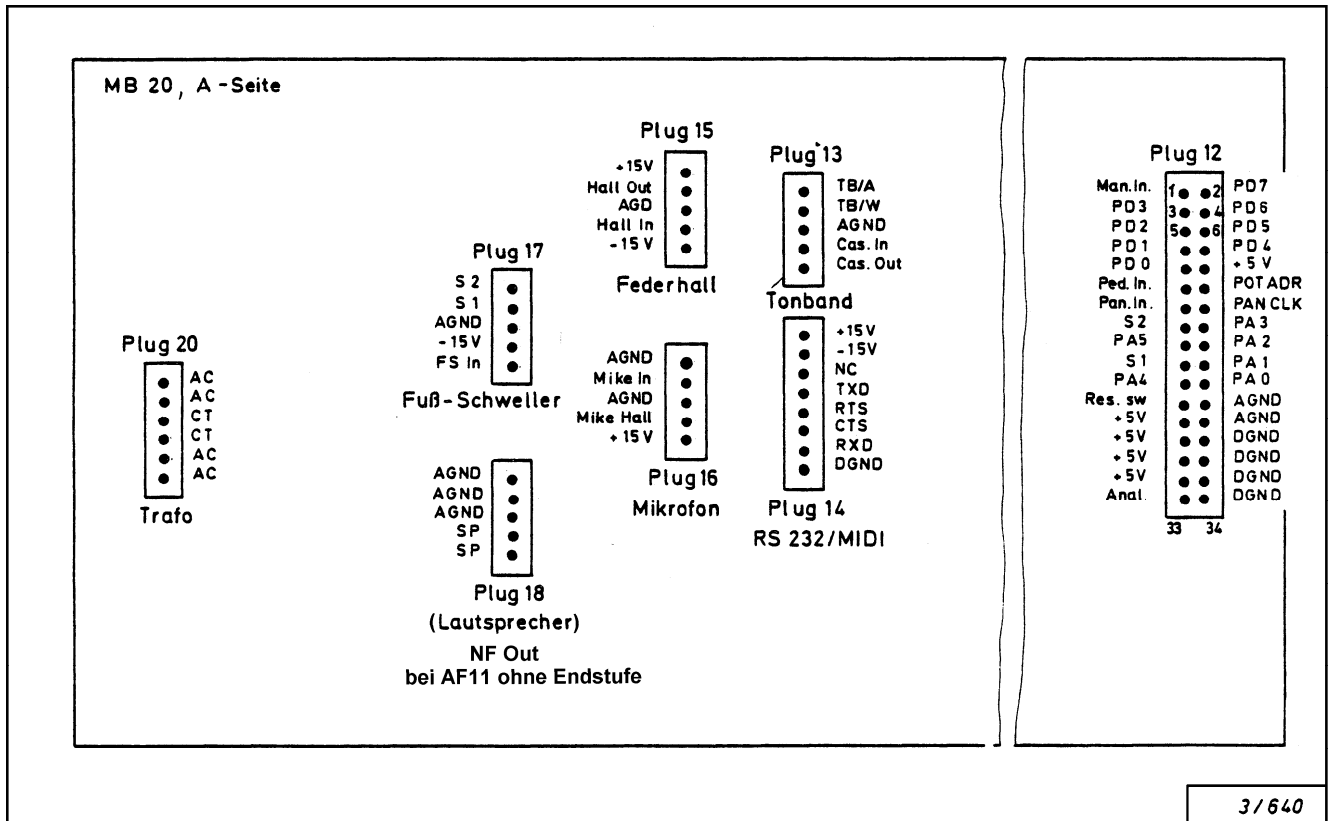 MB 20, A-Seite
Plug 15
+15V
Hall Out
AGD
Hall In
-15V
Federhall
Plug 13
TB/A
TB/W
AGND
Cas. In
Cas. Out
Tonband
Plug 12
Man.In. 1 2 PD7
PD3 3 4 PD6
PD2 5 6 PD5
PD1 PD4
PD0 +5V
Ped.In. POTADR
Pan.In. PANCLK
S2 PA3
PA5 PA2
S1 PA1
PA4 PA0
Res. sw AGND
+5V AGND
+5V DGND
+5V DGND
+5V DGND
Anal. DGND
33 34
Plug 17
S2
S1
AGND
-15V
FS In
Fuß-Schweller
Plug 20
AC
AC
CT
CT
AC
AC
Trafo
AGND
Mike In
AGND
Mike Hall
+15V
Plug 16
Mikrofon
+15V
-15V
NC
TXD
RTS
CTS
RXD
DGND
Plug 14
RS 232/MIDI
AGND
AGND
AGND
SP
SP
Plug 18
(Lautsprecher)
NF Out
bei AF11 ohne Endstufe
3/640